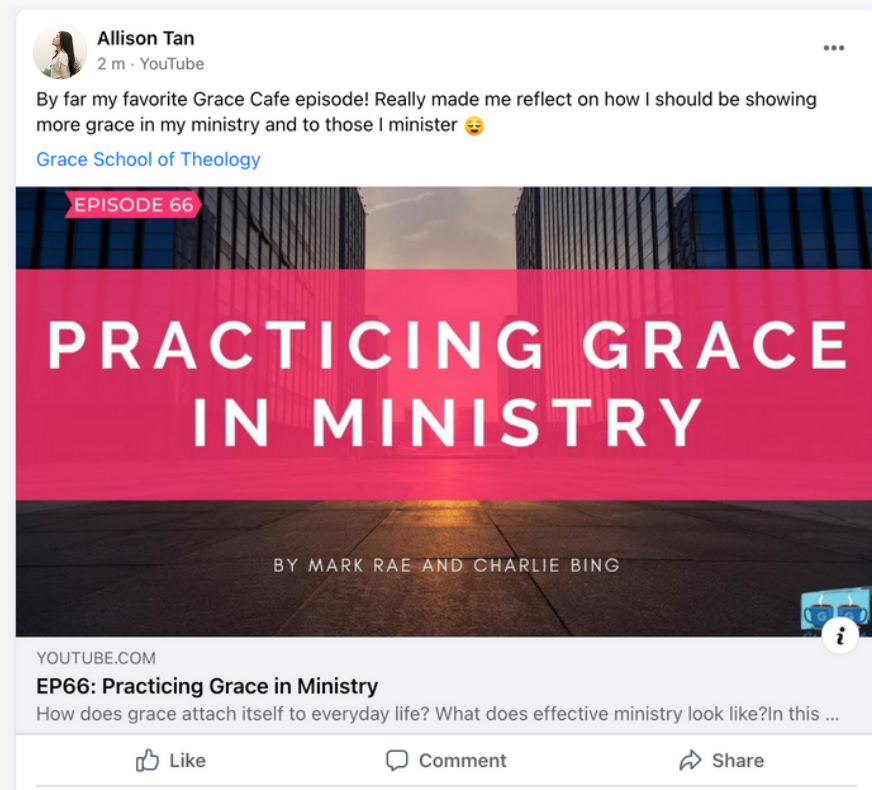 Allison Tan
2 m · YouTube
By far my favorite Grace Cafe episode! Really made me reflect on how I should be showing
more grace in my ministry and to those I minister 😌
Grace School of Theology
EPISODE 66
PRACTICING GRACE
IN MINISTRY
BY MARK RAE AND CHARLIE BING
G G
i
YOUTUBE.COM
EP66: Practicing Grace in Ministry
How does grace attach itself to everyday life? What does effective ministry look like?In this ...
Like Comment Share